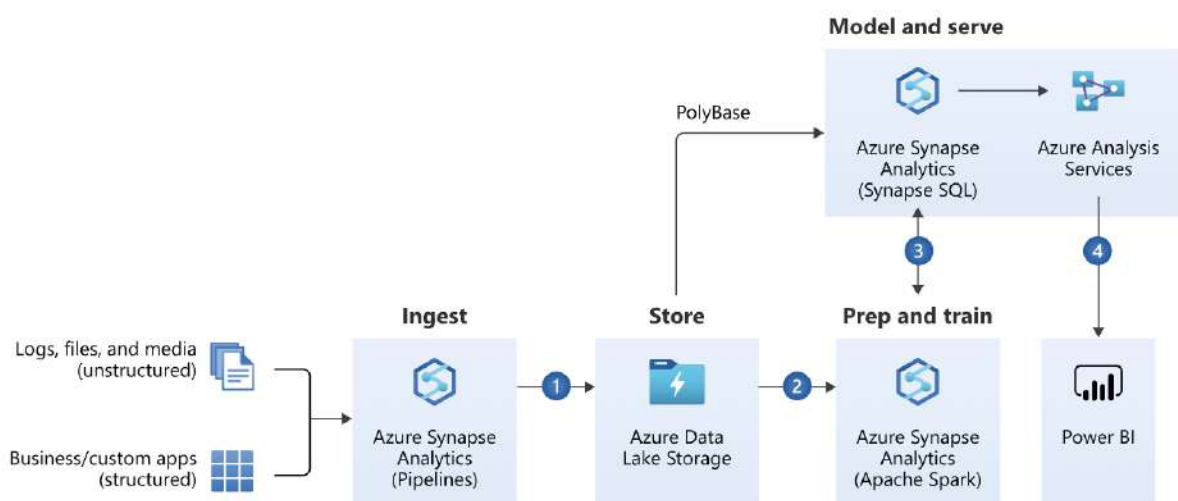 Model and serve
PolyBase
Azure Synapse
Analytics
(Synapse SQL)
Azure Analysis
Services
3
4
Ingest
Store
Prep and train
Logs, files, and media
(unstructured)
1
2
Business/custom apps
(structured)
Azure Synapse
Analytics
(Pipelines)
Azure Data
Lake Storage
Azure Synapse
Analytics
(Apache Spark)
Power BI